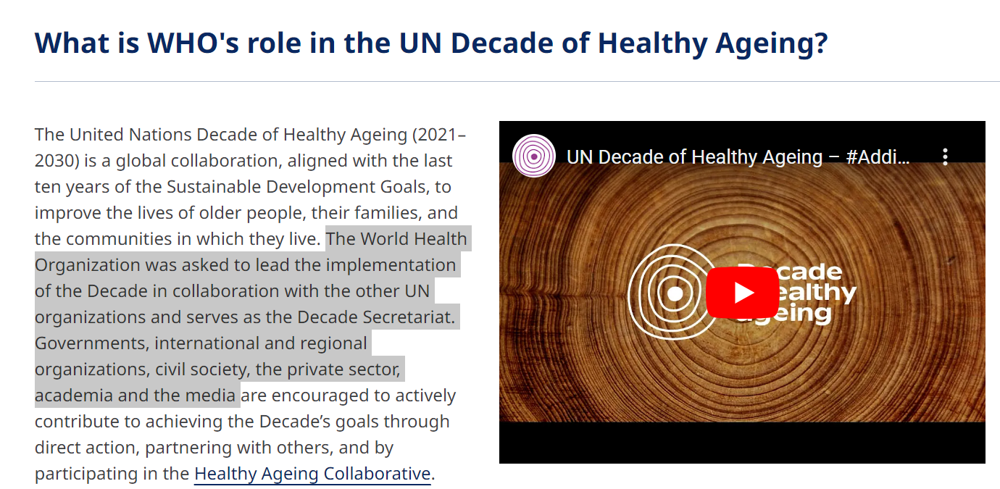 What is WHO's role in the UN Decade of Healthy Ageing?
The United Nations Decade of Healthy Ageing (2021–
2030) is a global collaboration, aligned with the last
ten years of the Sustainable Development Goals, to
improve the lives of older people, their families, and
the communities in which they live. The World Health
Organization was asked to lead the implementation
of the Decade in collaboration with the other UN
organizations and serves as the Decade Secretariat.
Governments, international and regional
organizations, civil society, the private sector,
academia and the media are encouraged to actively
contribute to achieving the Decade’s goals through
direct action, partnering with others, and by
participating in the Healthy Ageing Collaborative.
UN Decade of Healthy Ageing – #Addi...
Decade
healthy
ageing